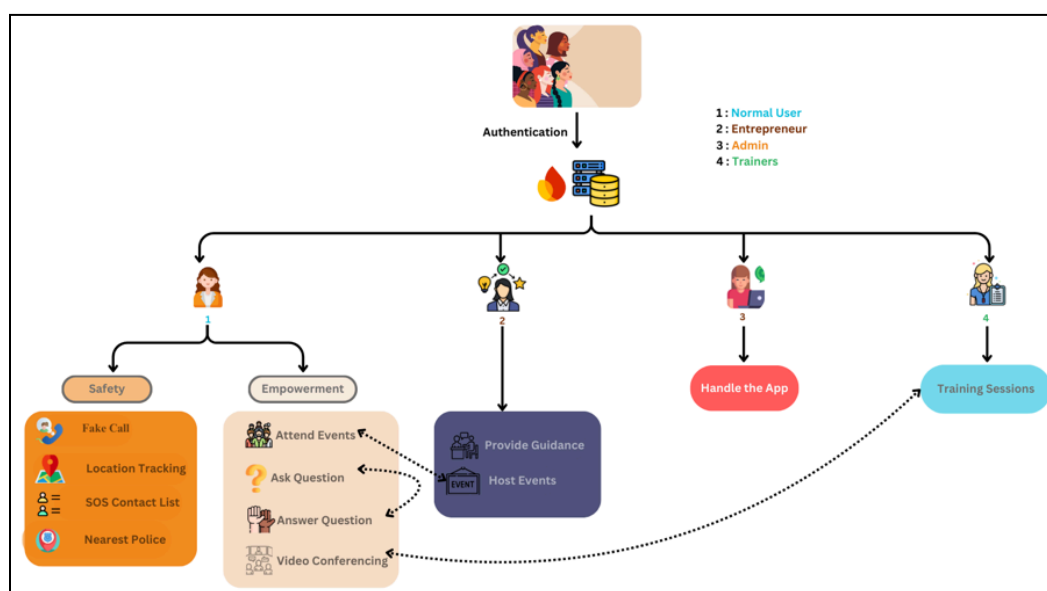 Authentication
1 : Normal User
2 : Entrepreneur
3 : Admin
4 : Trainers
1
2
3
4
Safety
Empowerment
Handle the App
Training Sessions
Fake Call
Location Tracking
SOS Contact List
Nearest Police
Attend Events
Ask Question
Answer Question
Video Conferencing
Provide Guidance
EVENT
Host Events